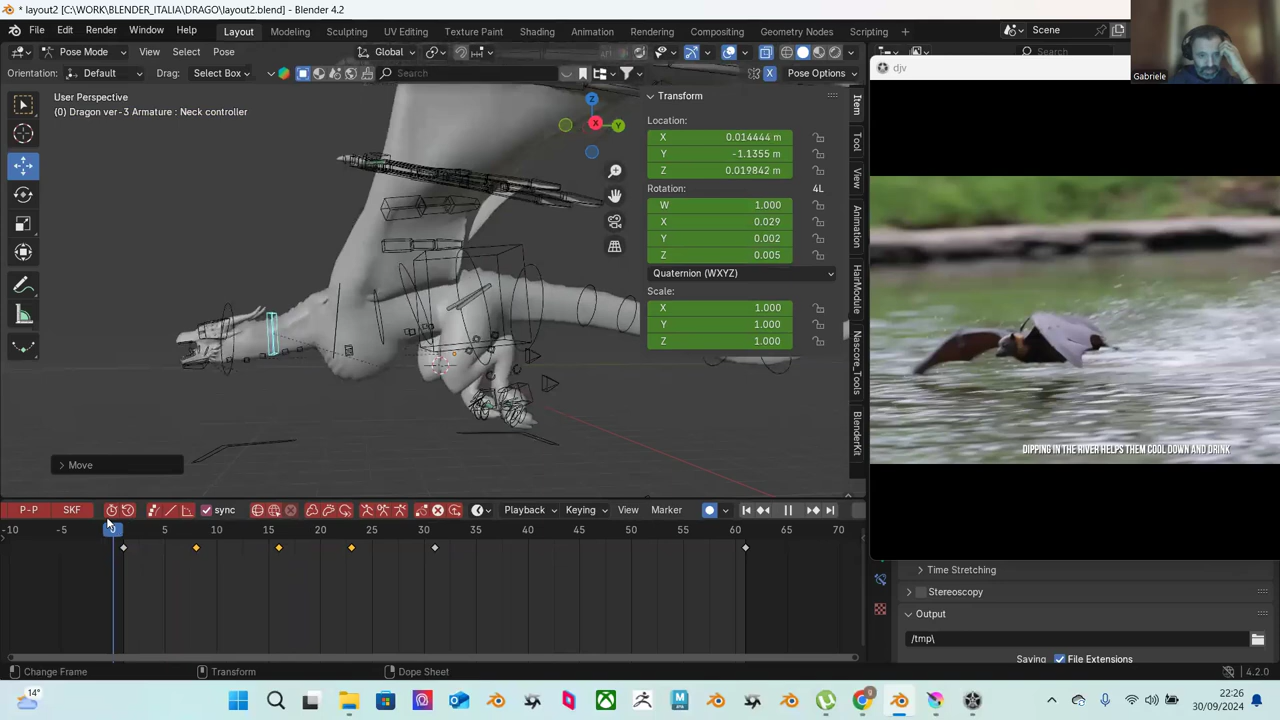 * layout2 [C:\WORK\BLENDER_ITALIA\DRAGO\layout2.blend] - Blender 4.2
File Edit Render Window Help Layout Modeling Sculpting UV Editing Texture Paint Shading Animation Rendering Compositing Geometry Nodes Scripting + Scene
Pose Mode View Select Pose Global
Orientation: Default Drag: Select Box Search X Pose Options
djv
Gabriele
User Perspective
(0) Dragon ver-3 Armature : Neck controller
Z
X
Y
Transform
Location:
X 0.014444 m
Y -1.1355 m
Z 0.019842 m
Rotation: 4L
W 1.000
X 0.029
Y 0.002
Z 0.005
Quaternion (WXYZ)
Scale:
X 1.000
Y 1.000
Z 1.000
Item
Tool
View
Animation
HairModule
Nascore_Tools
BlenderKit
DIPPING IN THE RIVER HELPS THEM COOL DOWN AND DRINK
Move
P-P SKF sync Playback Keying View Marker
-10 -5 0 5 10 15 20 25 30 35 40 45 50 55 60 65 70
Time Stretching
Stereoscopy
Output
/tmp\
Saving File Extensions
Change Frame Transform Dope Sheet 4.2.0
14°
9
22:26
30/09/2024